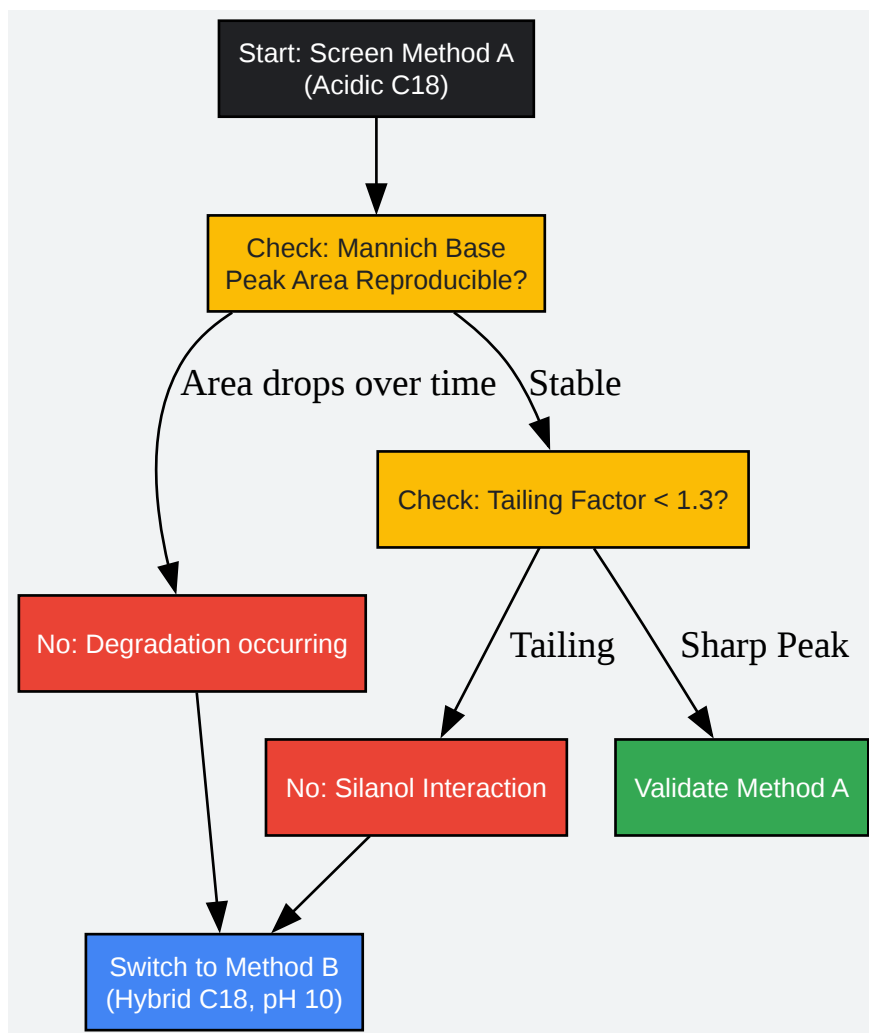 Start: Screen Method A
(Acidic C18)
Check: Mannich Base
Peak Area Reproducible?
Area drops over time
Stable
Check: Tailing Factor < 1.3?
No: Degradation occurring
Tailing
Sharp Peak
No: Silanol Interaction
Validate Method A
Switch to Method B
(Hybrid C18, pH 10)